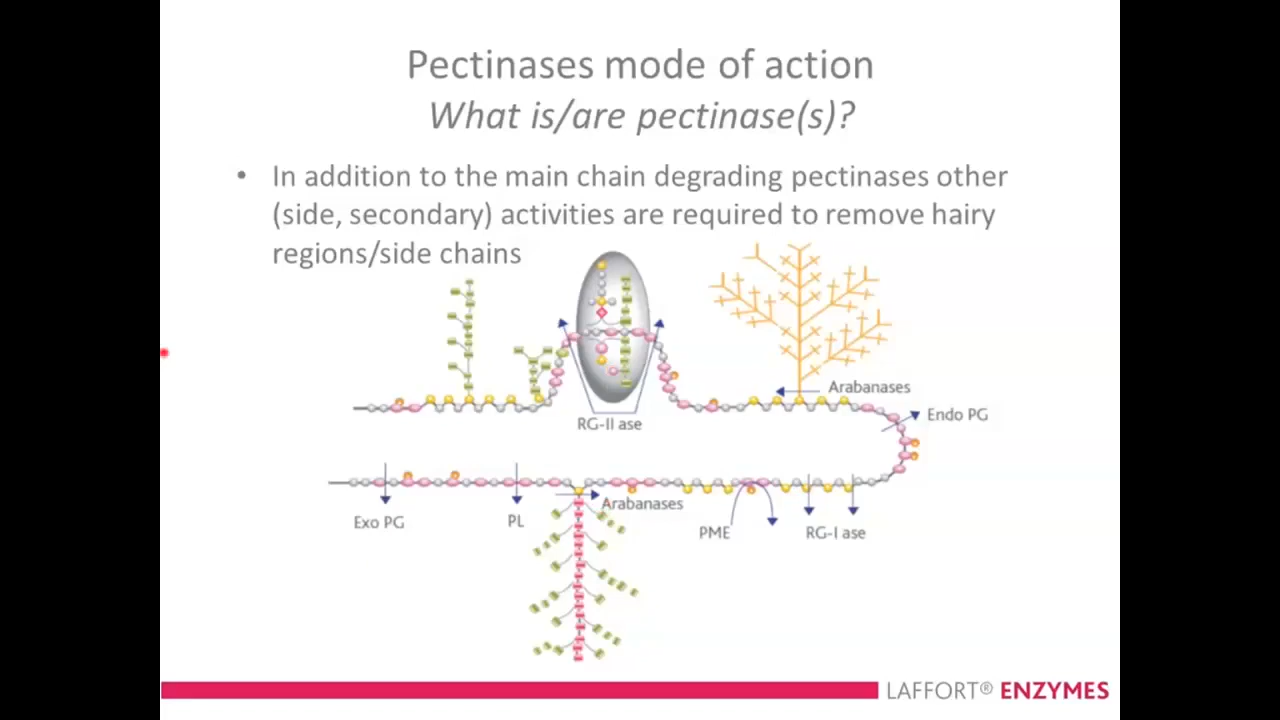 Pectinases mode of action
What is/are pectinase(s)?
• In addition to the main chain degrading pectinases other
(side, secondary) activities are required to remove hairy
regions/side chains
Arabanases
Endo PG
RG-II ase
Arabanases
Exo PG
PL
PME
RG-I ase
LAFFORT® ENZYMES